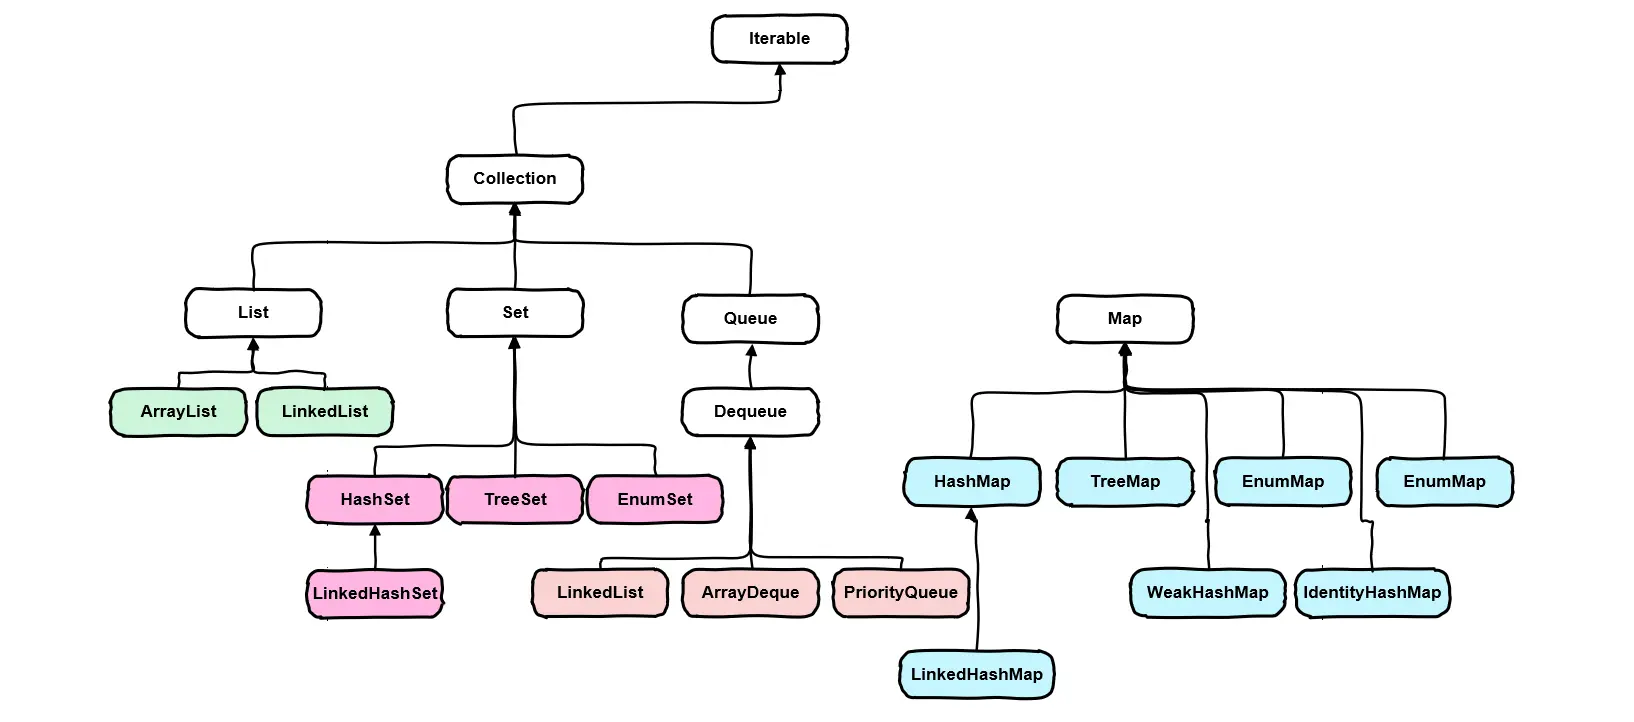 Iterable
Collection
List
Set
Queue
Map
ArrayList
LinkedList
Dequeue
HashSet
TreeSet
EnumSet
HashMap
TreeMap
EnumMap
EnumMap
LinkedHashSet
LinkedList
ArrayDeque
PriorityQueue
WeakHashMap
IdentityHashMap
LinkedHashMap